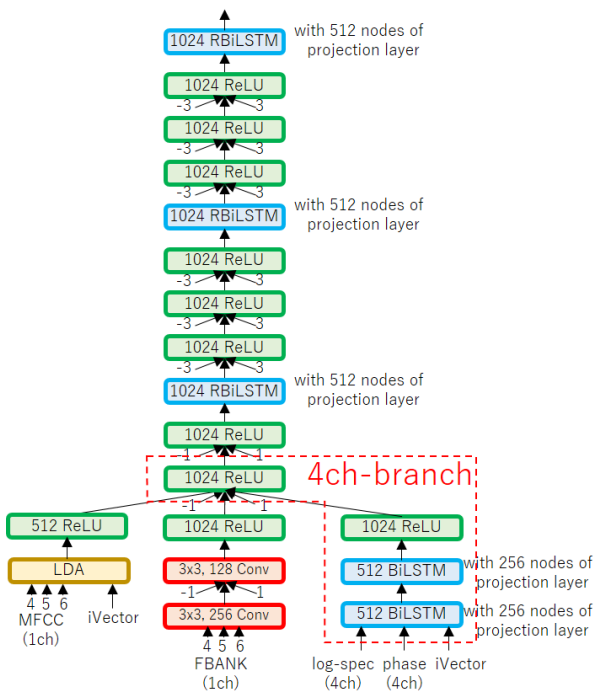 1024 RBiLSTM
with 512 nodes of
projection layer
1024 ReLU
-3 3
1024 ReLU
-3 3
1024 ReLU
-3 3
1024 RBiLSTM
with 512 nodes of
projection layer
1024 ReLU
-3 3
1024 ReLU
-3 3
1024 ReLU
-3 3
1024 RBiLSTM
with 512 nodes of
projection layer
1024 ReLU
-1 1
4ch-branch
1024 ReLU
-1 1
512 ReLU
1024 ReLU
1024 ReLU
LDA
3x3, 128 Conv
512 BiLSTM
with 256 nodes of
projection layer
-1 1
3x3, 256 Conv
512 BiLSTM
with 256 nodes of
projection layer
4 5 6
MFCC
(1ch)
iVector
4 5 6
FBANK
(1ch)
log-spec
(4ch)
phase
(4ch)
iVector